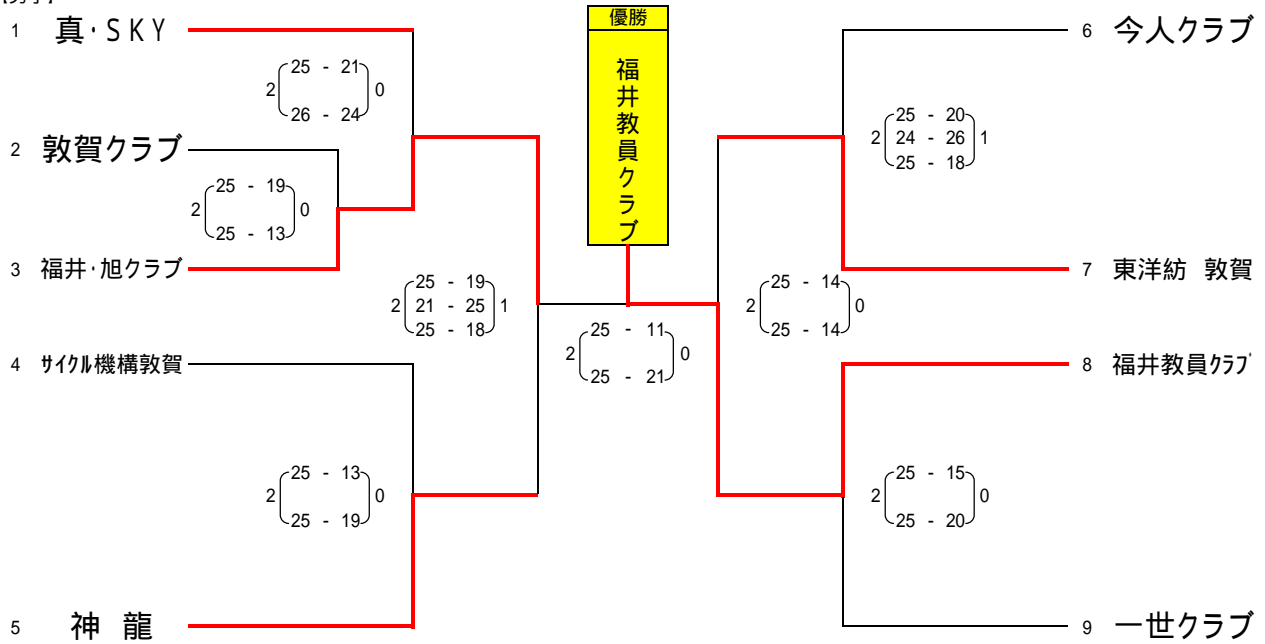 優勝
福井教員クラブ
1 真・SKY
2 25 - 21 0
26 - 24
2 敦賀クラブ
2 25 - 19 0
25 - 13
3 福井・旭クラブ
25 - 19
2 21 - 25 1
25 - 18
4 サイクル機構敦賀
2 25 - 13 0
25 - 19
5 神 龍
2 25 - 11 0
25 - 21
6 今人クラブ
25 - 20
2 24 - 26 1
25 - 18
7 東洋紡 敦賀
2 25 - 14 0
25 - 14
8 福井教員クラブ
2 25 - 15 0
25 - 20
9 一世クラブ